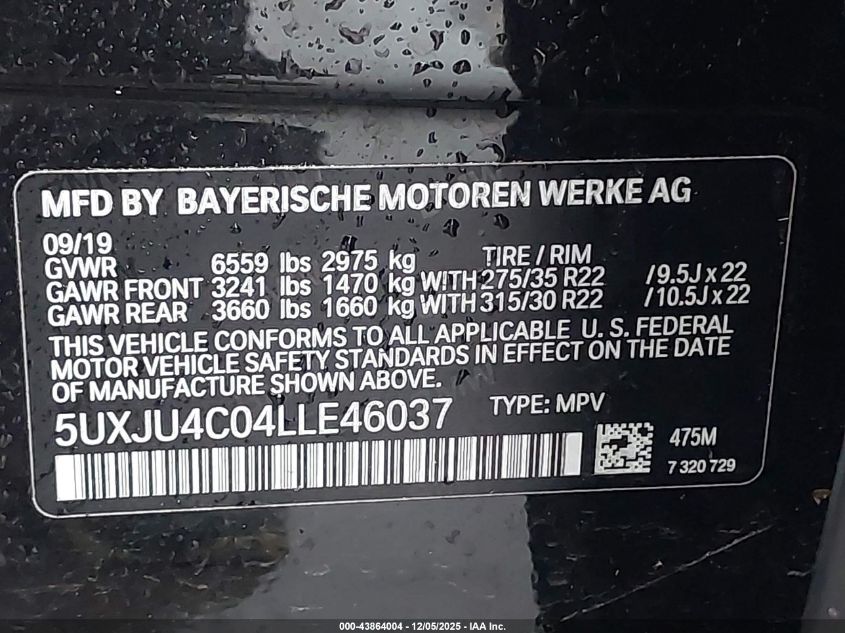 MFD BY BAYERISCHE MOTOREN WERKE AG
09/19
GVWR 6559 lbs 2975 kg TIRE / RIM
GAWR FRONT 3241 lbs 1470 kg WITH 275/35 R22 /9.5J x 22
GAWR REAR 3660 lbs 1660 kg WITH 315/30 R22 /10.5J x 22
THIS VEHICLE CONFORMS TO ALL APPLICABLE U. S. FEDERAL
MOTOR VEHICLE SAFETY STANDARDS IN EFFECT ON THE DATE
OF MANUFACTURE SHOWN ABOVE.
5UXJU4C04LLE46037 TYPE: MPV
475M
7 320 729
000-43864004 - 12/05/2025 - IAA Inc.